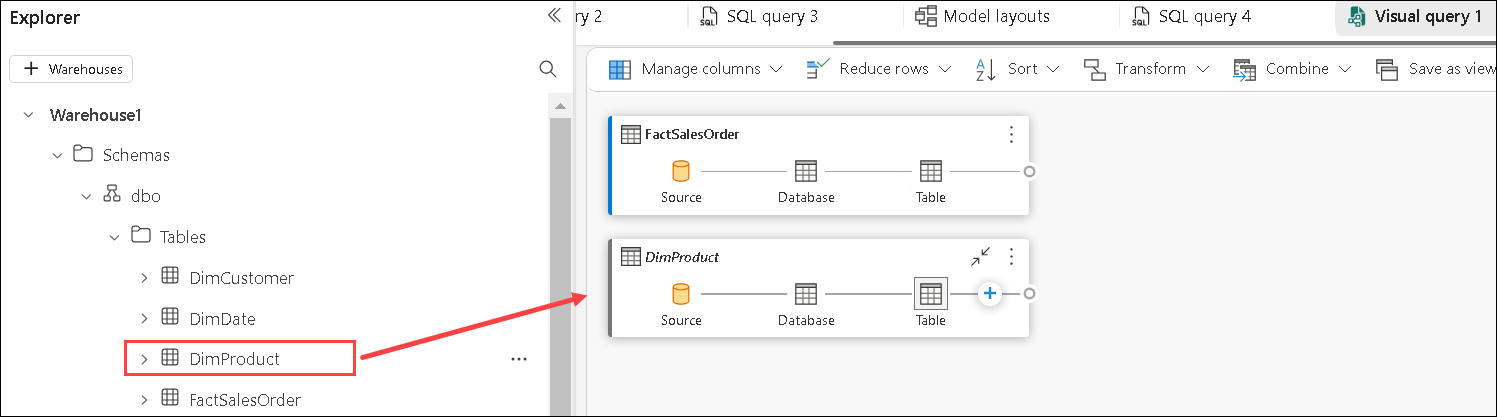 Explorer
+ Warehouses
Warehouse1
Schemas
dbo
Tables
DimCustomer
DimDate
DimProduct
FactSalesOrder
ry 2
SQL query 3
Model layouts
SQL query 4
Visual query 1
Manage columns
Reduce rows
Sort
Transform
Combine
Save as view
FactSalesOrder
Source
Database
Table
DimProduct
Source
Database
Table